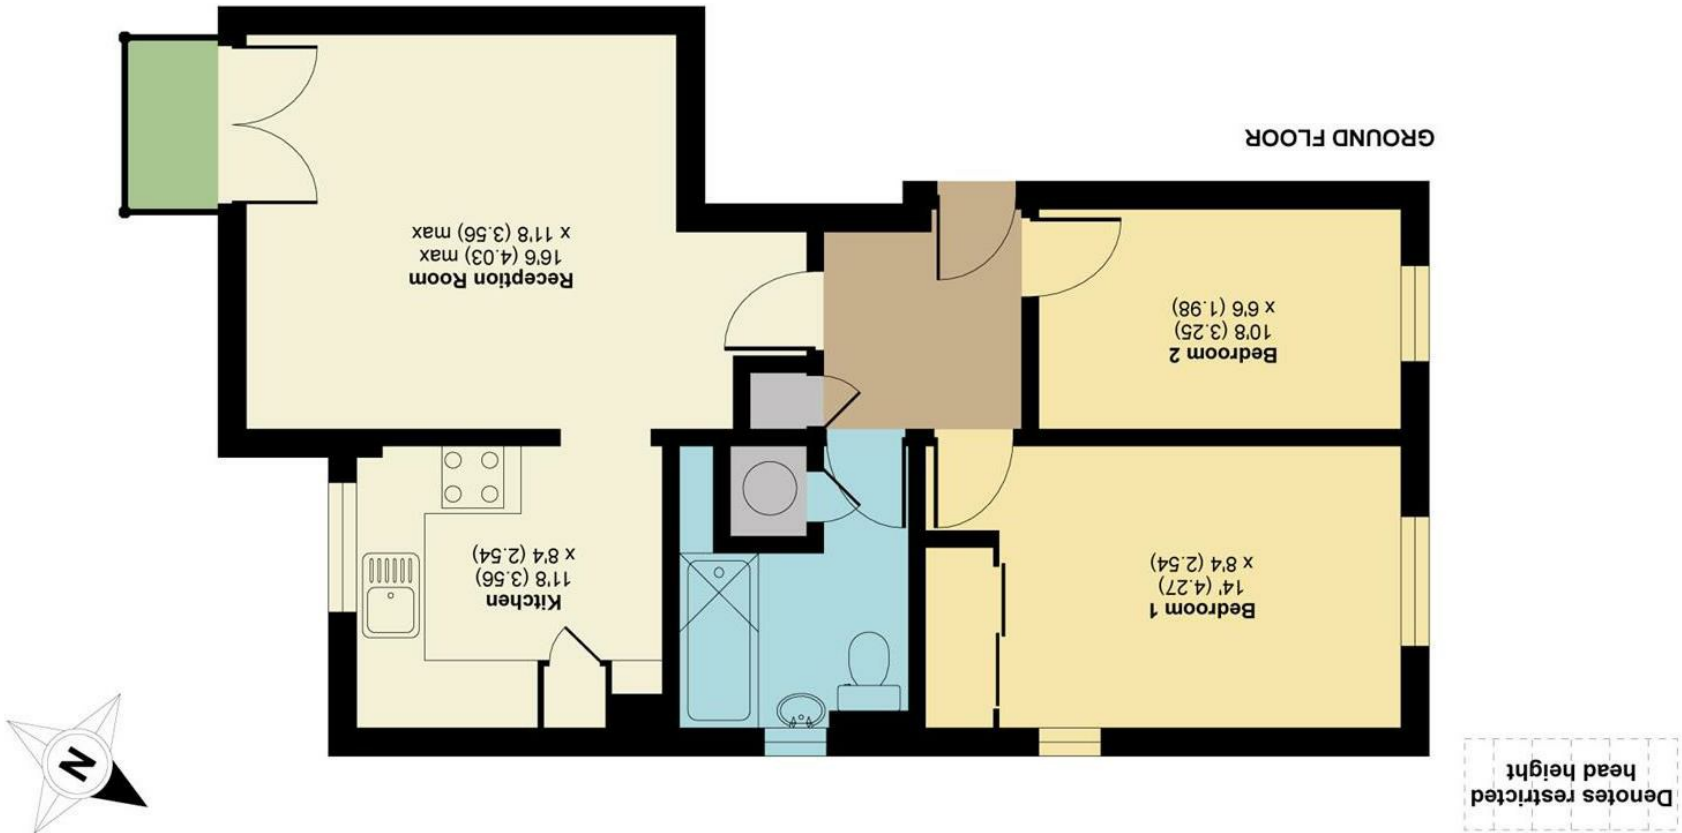 Denotes restricted
head height
N
Bedroom 1
14' (4.27)
x 8'4 (2.54)
Kitchen
11'8 (3.56)
x 8'4 (2.54)
Bedroom 2
10'8 (3.25)
x 6'6 (1.98)
Reception Room
16'6 (4.03) max
x 11'8 (3.56) max
GROUND FLOOR